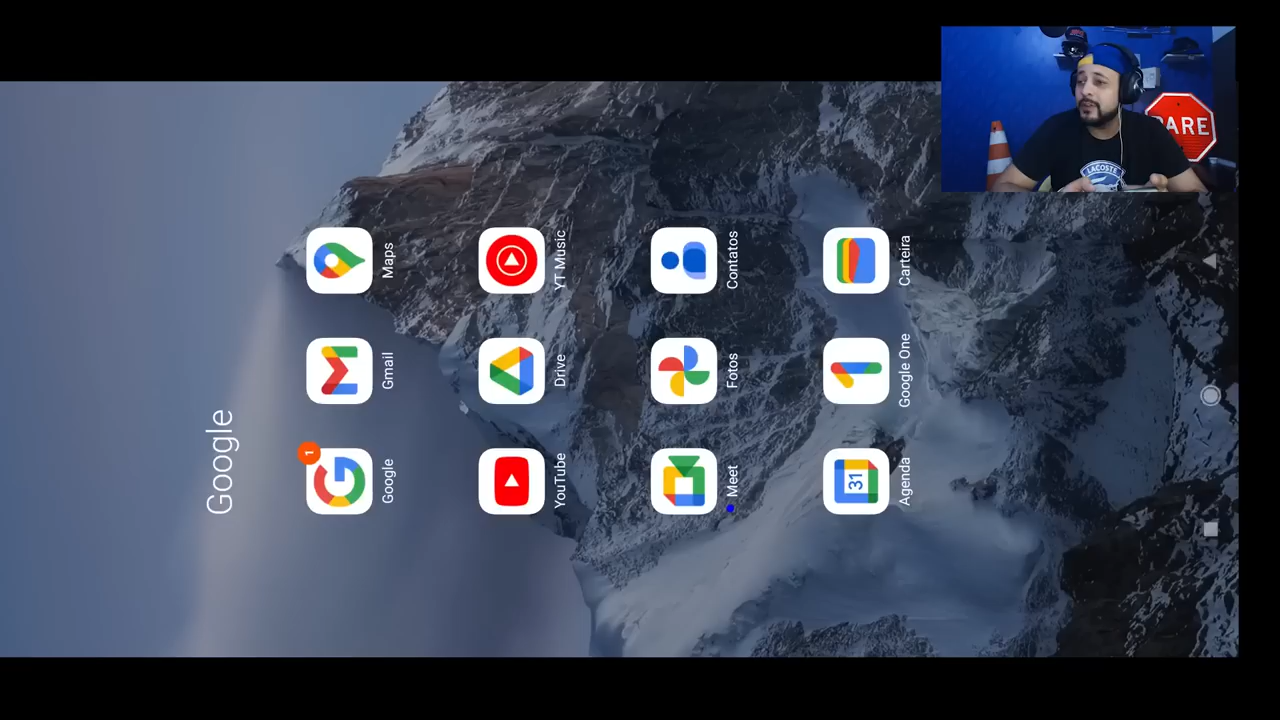 Google
1
Google
Gmail
Maps
YouTube
Drive
YT Music
Meet
Fotos
Contatos
31
Agenda
Google One
Carteira
LACOSTE
PARE